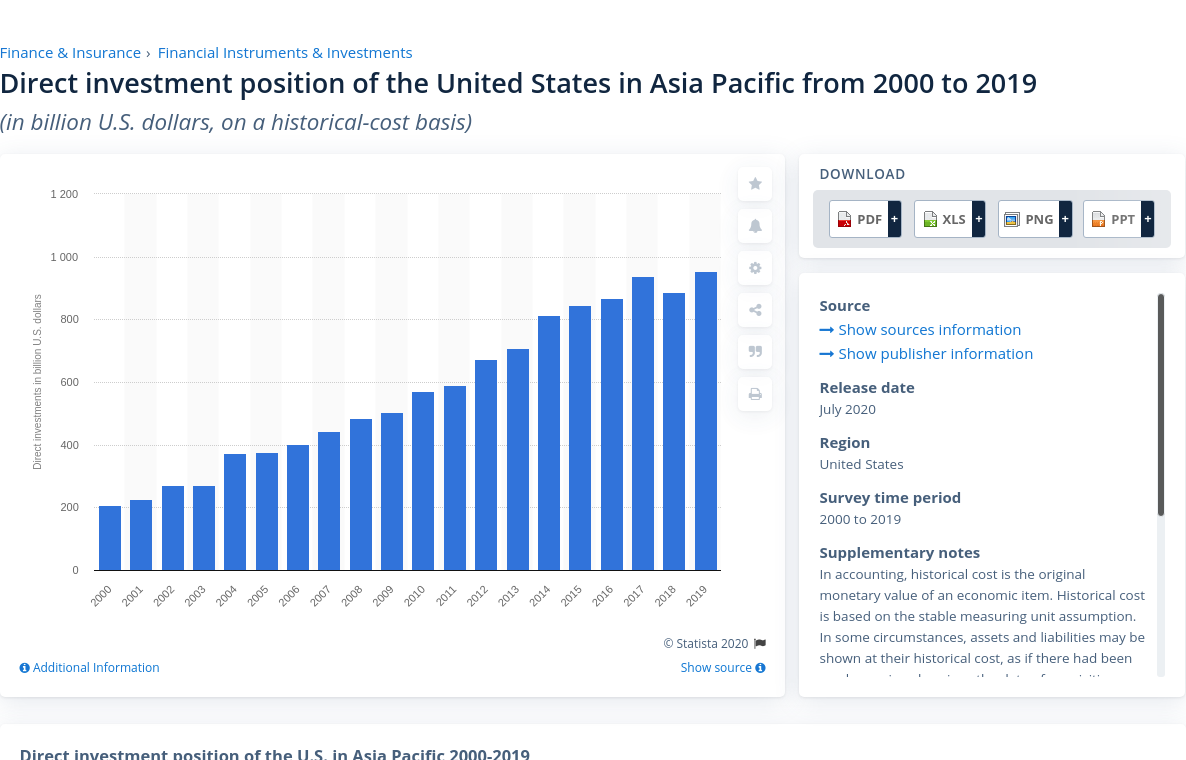 Finance & Insurance › Financial Instruments & Investments
Direct investment position of the United States in Asia Pacific from 2000 to 2019
(in billion U.S. dollars, on a historical-cost basis)
Direct investments in billion U.S. dollars
1 200
1 000
800
600
400
200
0
2000 2001 2002 2003 2004 2005 2006 2007 2008 2009 2010 2011 2012 2013 2014 2015 2016 2017 2018 2019
© Statista 2020
Additional Information
Show source
DOWNLOAD
PDF + XLS + PNG + PPT +
Source
Show sources information
Show publisher information
Release date
July 2020
Region
United States
Survey time period
2000 to 2019
Supplementary notes
In accounting, historical cost is the original
monetary value of an economic item. Historical cost
is based on the stable measuring unit assumption.
In some circumstances, assets and liabilities may be
shown at their historical cost, as if there had been
Direct investment position of the U.S. in Asia Pacific 2000-2019